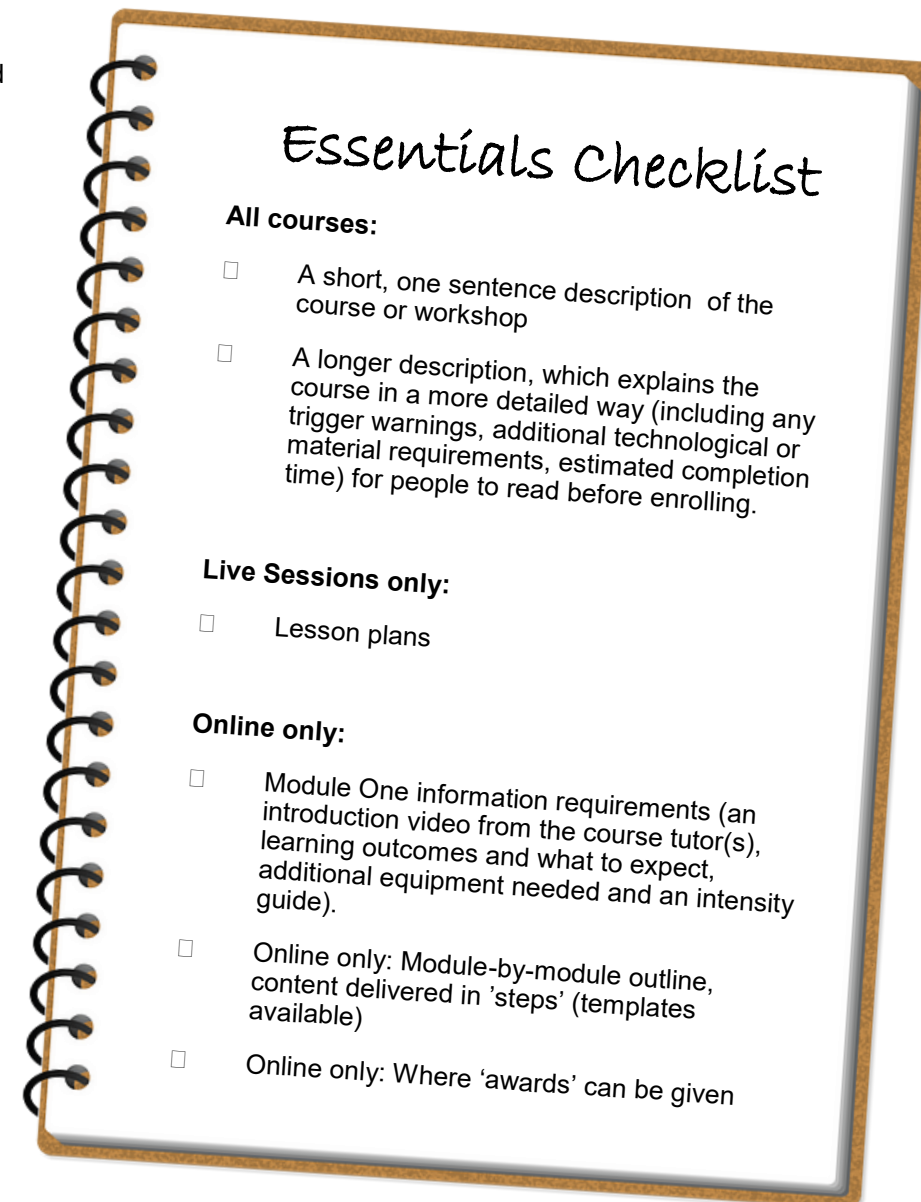 Essentials Checklist
All courses:
A short, one sentence description of the
course or workshop
A longer description, which explains the
course in a more detailed way (including any
trigger warnings, additional technological or
material requirements, estimated completion
time) for people to read before enrolling.
Live Sessions only:
Lesson plans
Online only:
Module One information requirements (an
introduction video from the course tutor(s),
learning outcomes and what to expect,
additional equipment needed and an intensity
guide).
Online only: Module-by-module outline,
content delivered in ’steps’ (templates
available)
Online only: Where ‘awards’ can be given